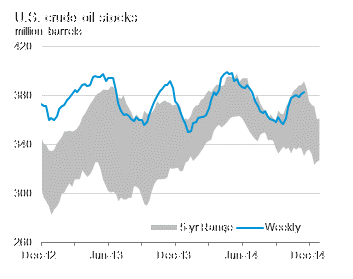 U.S. crude oil stocks
million barrels
420
380
340
300
260
5-yr Range Weekly
Dec-12 Jun-13 Dec-13 Jun-14 Dec-14